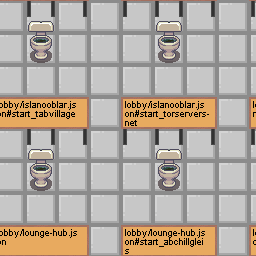 lobby/islanooblar.js
on#start_tabvillage
lobby/islanooblar.js
on#start_torservers-
net
lobby/lounge-hub.js
on
lobby/lounge-hub.js
on#start_abchillglei
s